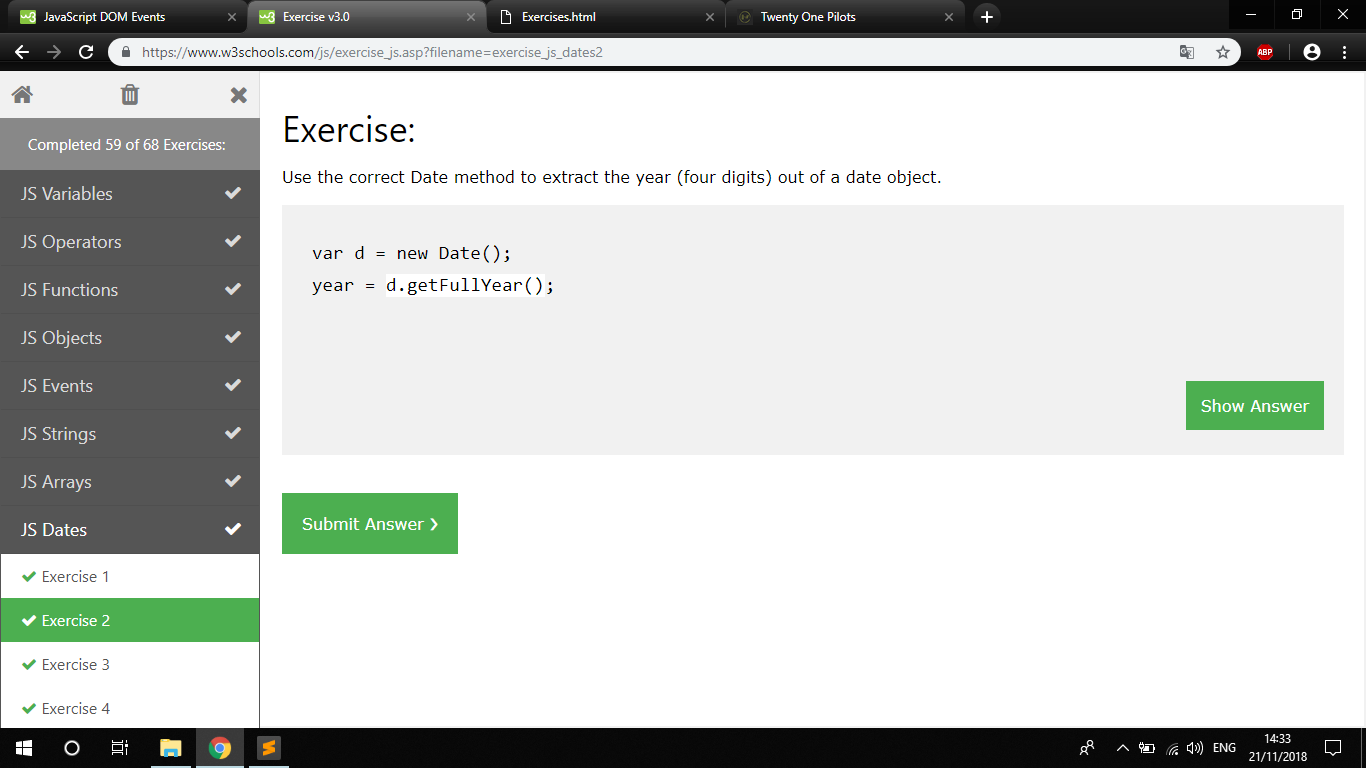 JavaScript DOM Events
Exercise v3.0
Exercises.html
Twenty One Pilots
https://www.w3schools.com/js/exercise_js.asp?filename=exercise_js_dates2
ABP
Completed 59 of 68 Exercises:
JS Variables
JS Operators
JS Functions
JS Objects
JS Events
JS Strings
JS Arrays
JS Dates
Exercise 1
Exercise 2
Exercise 3
Exercise 4
Exercise:
Use the correct Date method to extract the year (four digits) out of a date object.
var d = new Date();
year = d.getFullYear();
Show Answer
Submit Answer ❯
ENG
14:33
21/11/2018